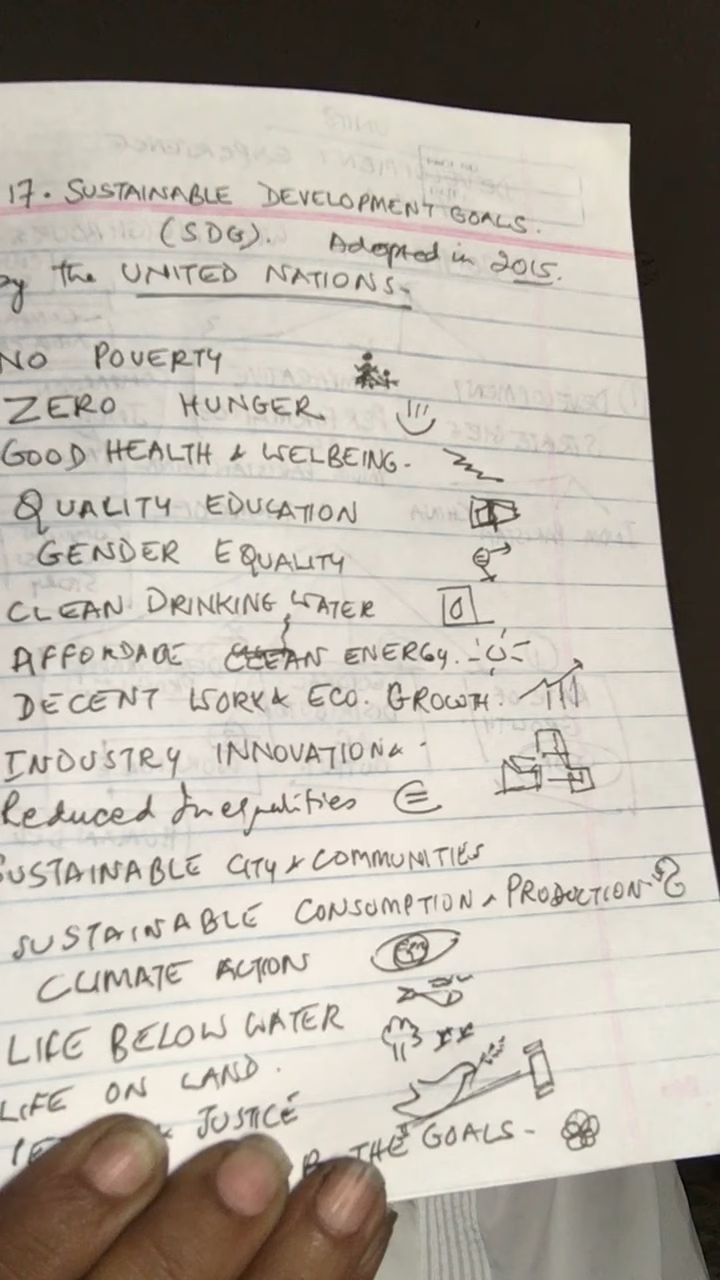 17. SUSTAINABLE DEVELOPMENT GOALS.
(SDG). Adopted in 2015.
by the UNITED NATIONS.
NO POVERTY
ZERO HUNGER
GOOD HEALTH & WELBEING.
QUALITY EDUCATION
GENDER EQUALITY
CLEAN DRINKING WATER
AFFORDABE CLEAN ENERGY.
DECENT WORK & ECO. GROWTH.
INDUSTRY INNOVATION &
Reduced Inequalities
SUSTAINABLE CITY & COMMUNITIES
SUSTAINABLE CONSUMPTION & PRODUCTION
CLIMATE ACTION
LIFE BELOW WATER
LIFE ON LAND.
& JUSTICE
THE GOALS.